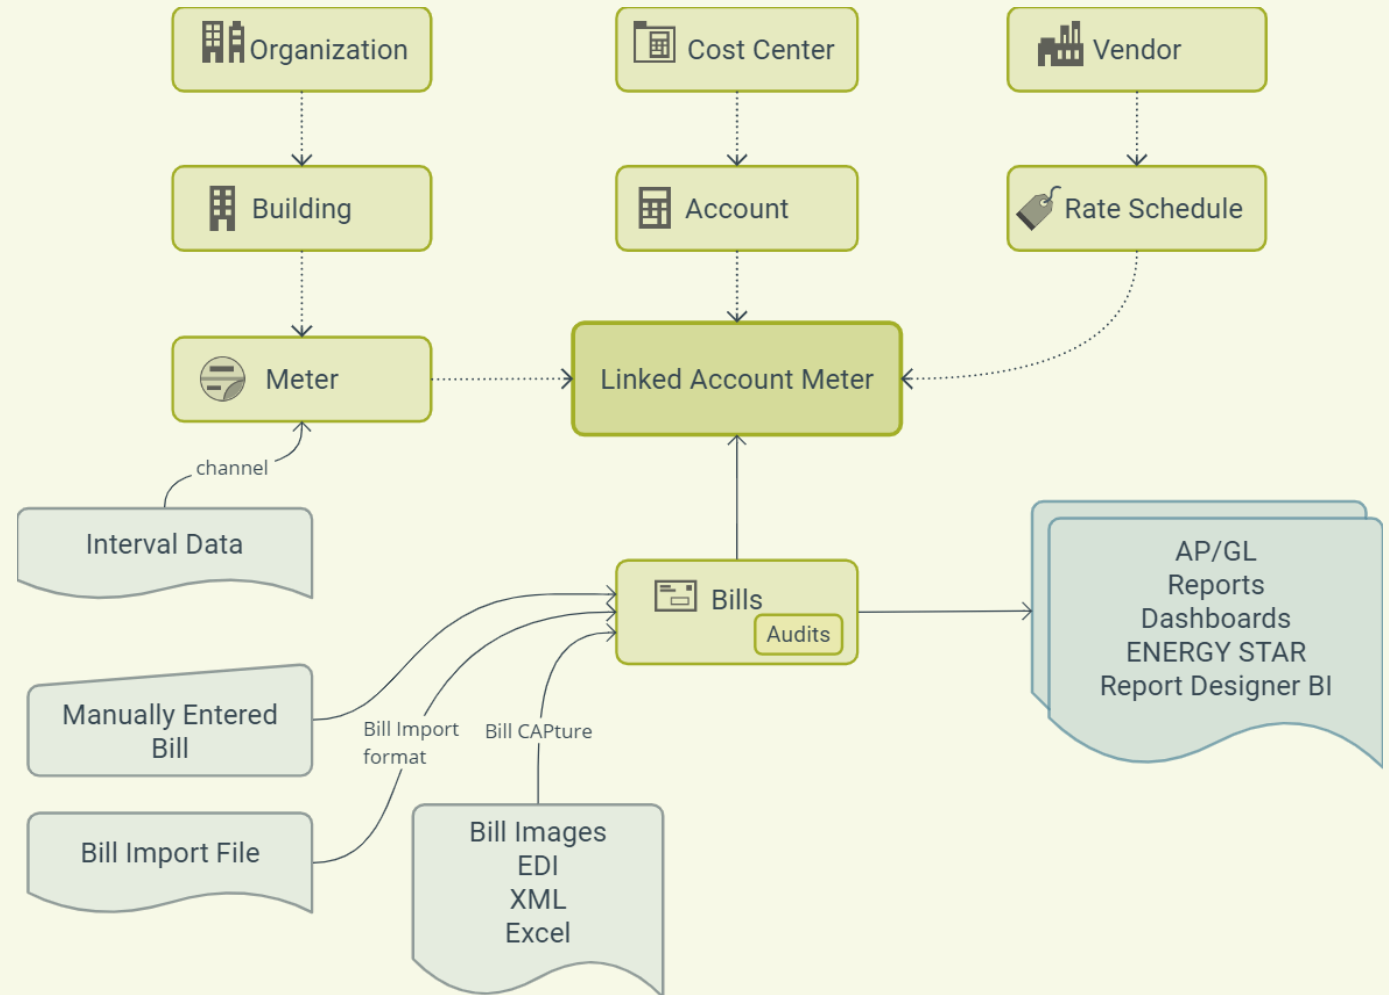 Organization
Cost Center
Vendor
Building
Account
Rate Schedule
Meter
Linked Account Meter
channel
Interval Data
Bills
Audits
AP/GL
Reports
Dashboards
ENERGY STAR
Report Designer BI
Manually Entered
Bill
Bill Import
format
Bill CAPture
Bill Import File
Bill Images
EDI
XML
Excel